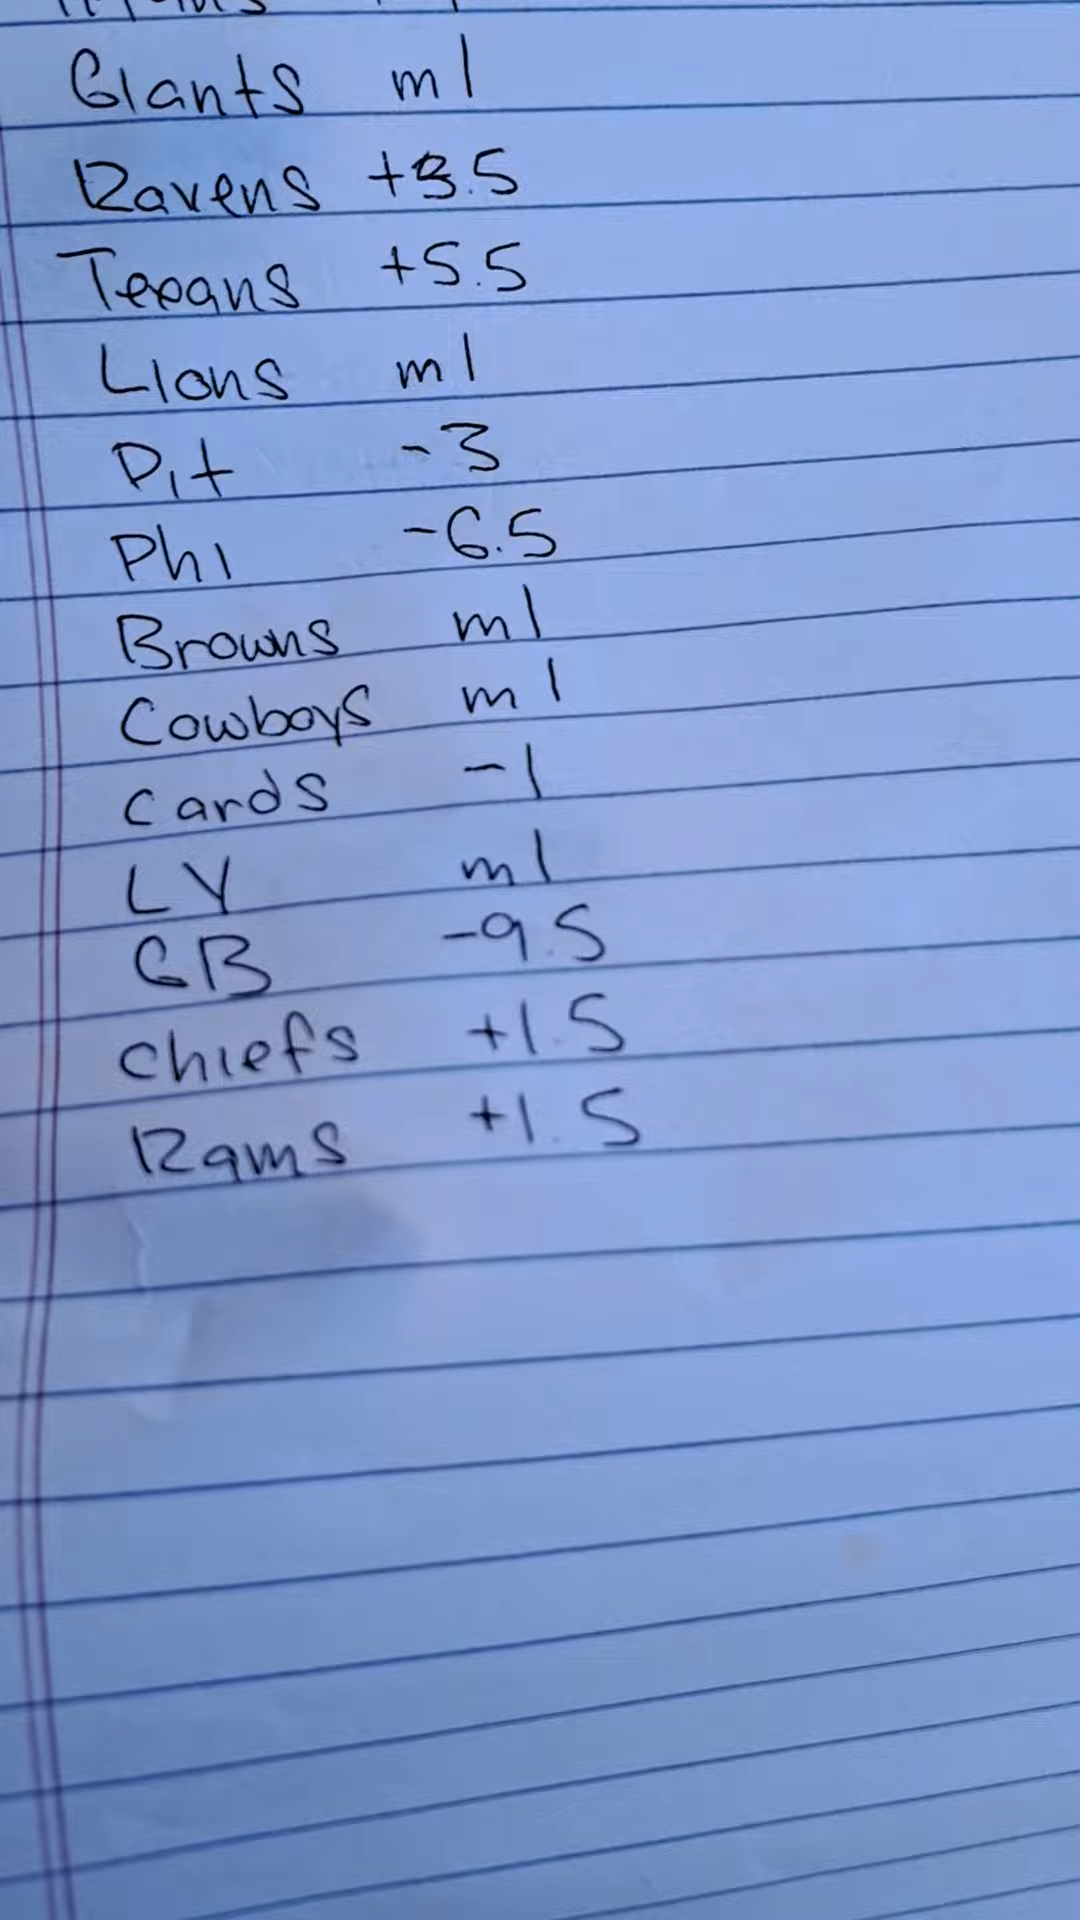 Giants ml
Ravens +3.5
Texans +5.5
Lions ml
Pit -3
Phi -6.5
Browns ml
Cowboys ml
Cards -1
LV ml
GB -9.5
Chiefs +1.5
Rams +1.5